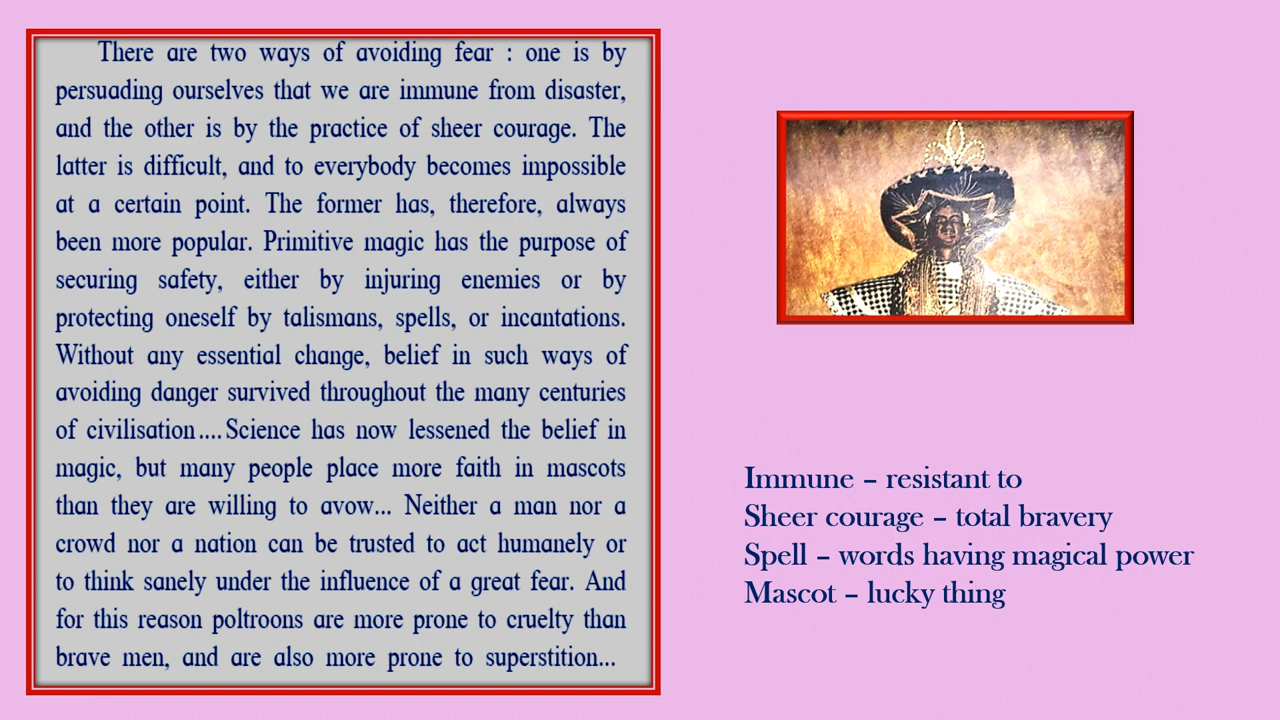 There are two ways of avoiding fear : one is by
persuading ourselves that we are immune from disaster,
and the other is by the practice of sheer courage. The
latter is difficult, and to everybody becomes impossible
at a certain point. The former has, therefore, always
been more popular. Primitive magic has the purpose of
securing safety, either by injuring enemies or by
protecting oneself by talismans, spells, or incantations.
Without any essential change, belief in such ways of
avoiding danger survived throughout the many centuries
of civilisation.... Science has now lessened the belief in
magic, but many people place more faith in mascots
than they are willing to avow... Neither a man nor a
crowd nor a nation can be trusted to act humanely or
to think sanely under the influence of a great fear. And
for this reason poltroons are more prone to cruelty than
brave men, and are also more prone to superstition...
Immune – resistant to
Sheer courage – total bravery
Spell – words having magical power
Mascot – lucky thing